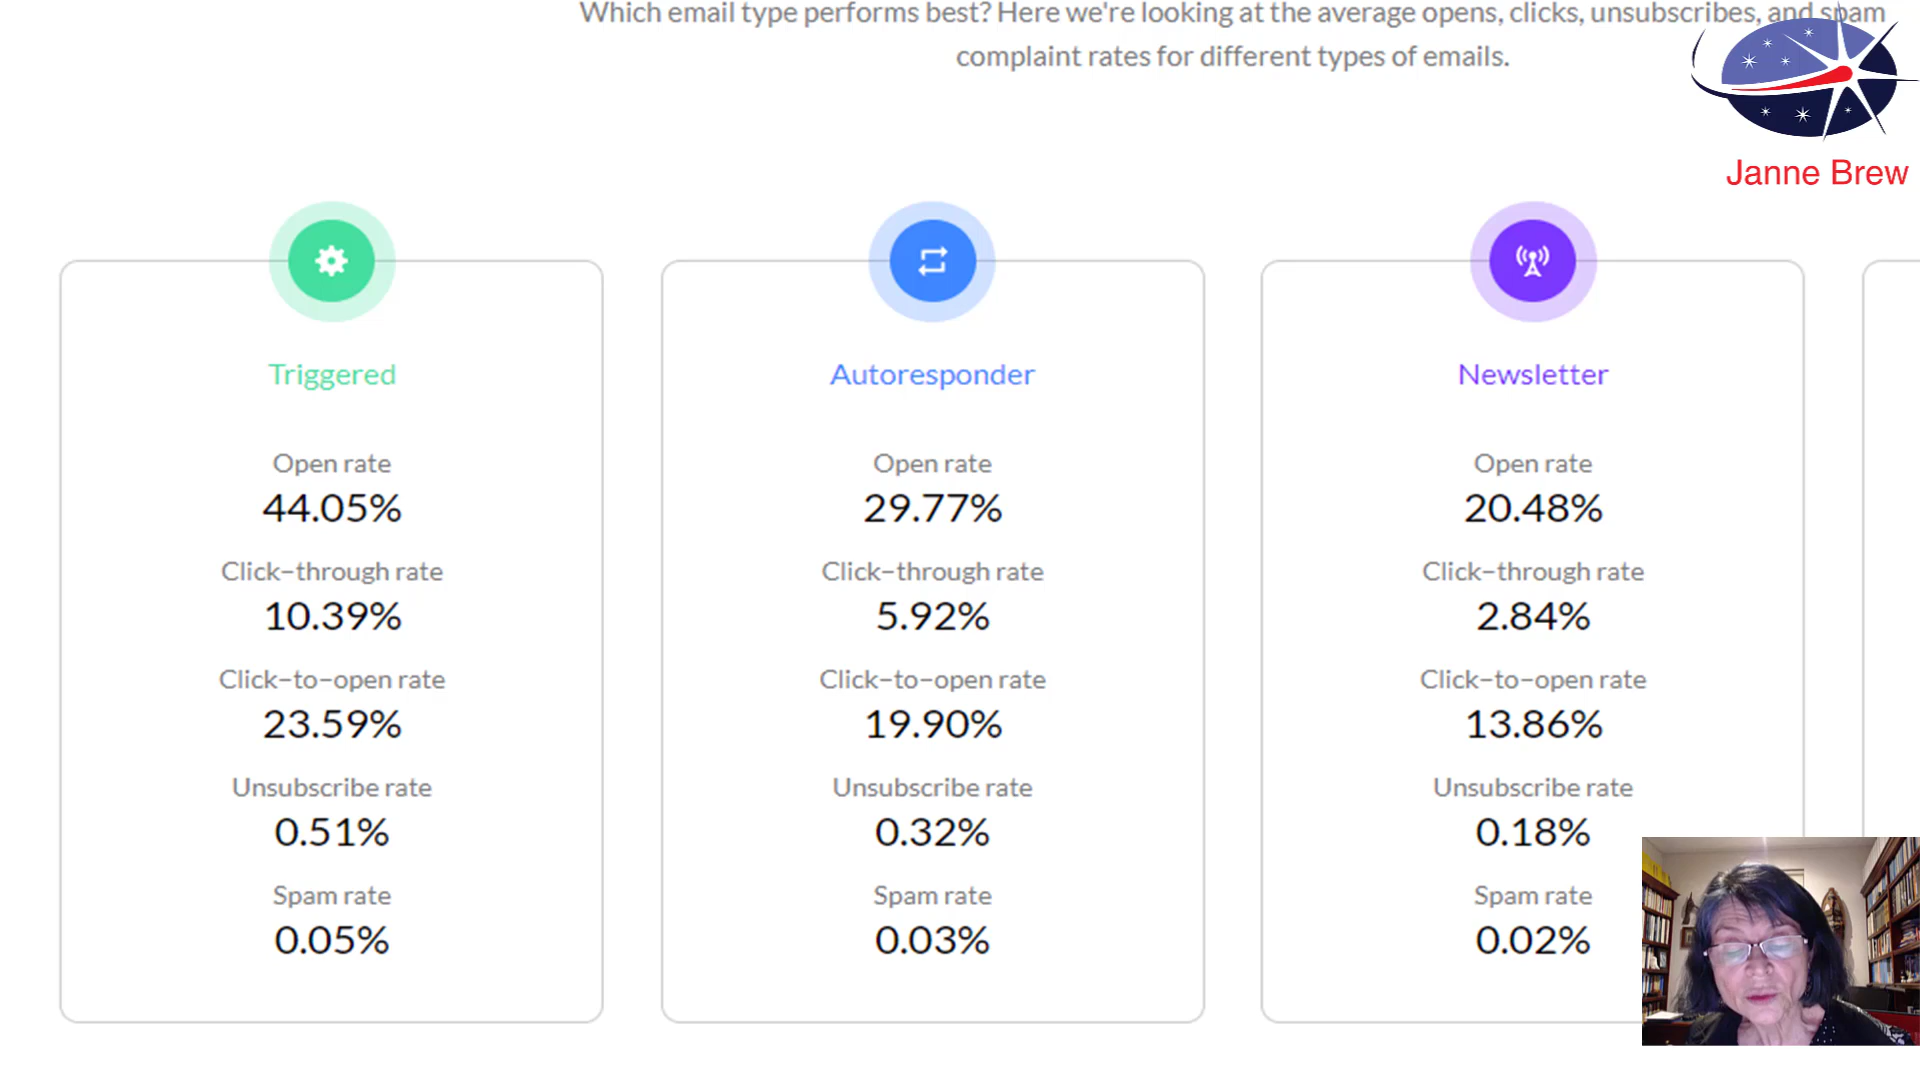 Which email type performs best? Here we're looking at the average opens, clicks, unsubscribes, and spam
complaint rates for different types of emails.
Janne Brew
Triggered
Open rate
44.05%
Click-through rate
10.39%
Click-to-open rate
23.59%
Unsubscribe rate
0.51%
Spam rate
0.05%
Autoresponder
Open rate
29.77%
Click-through rate
5.92%
Click-to-open rate
19.90%
Unsubscribe rate
0.32%
Spam rate
0.03%
Newsletter
Open rate
20.48%
Click-through rate
2.84%
Click-to-open rate
13.86%
Unsubscribe rate
0.18%
Spam rate
0.02%